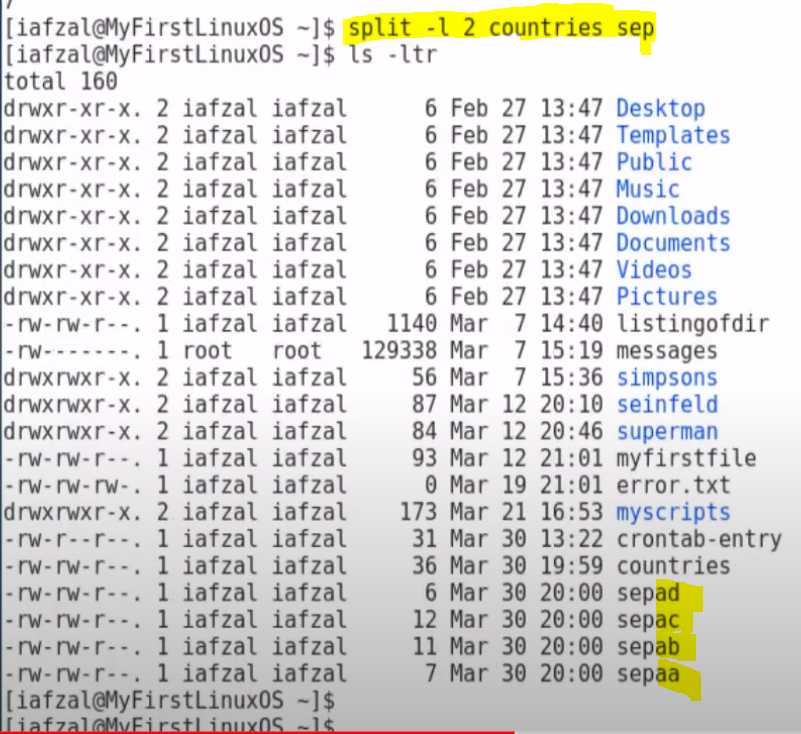 [iafzal@MyFirstLinuxOS ~]$ split -l 2 countries sep
[iafzal@MyFirstLinuxOS ~]$ ls -ltr
total 160
drwxr-xr-x. 2 iafzal iafzal 6 Feb 27 13:47 Desktop
drwxr-xr-x. 2 iafzal iafzal 6 Feb 27 13:47 Templates
drwxr-xr-x. 2 iafzal iafzal 6 Feb 27 13:47 Public
drwxr-xr-x. 2 iafzal iafzal 6 Feb 27 13:47 Music
drwxr-xr-x. 2 iafzal iafzal 6 Feb 27 13:47 Downloads
drwxr-xr-x. 2 iafzal iafzal 6 Feb 27 13:47 Documents
drwxr-xr-x. 2 iafzal iafzal 6 Feb 27 13:47 Videos
drwxr-xr-x. 2 iafzal iafzal 6 Feb 27 13:47 Pictures
-rw-rw-r--. 1 iafzal iafzal 1140 Mar 7 14:40 listingofdir
-rw-------. 1 root root 129338 Mar 7 15:19 messages
drwxrwxr-x. 2 iafzal iafzal 56 Mar 7 15:36 simpsons
drwxrwxr-x. 2 iafzal iafzal 87 Mar 12 20:10 seinfeld
drwxrwxr-x. 2 iafzal iafzal 84 Mar 12 20:46 superman
-rw-rw-r--. 1 iafzal iafzal 93 Mar 12 21:01 myfirstfile
-rw-rw-rw-. 1 iafzal iafzal 0 Mar 19 21:01 error.txt
drwxrwxr-x. 2 iafzal iafzal 173 Mar 21 16:53 myscripts
-rw-r--r--. 1 iafzal iafzal 31 Mar 30 13:22 crontab-entry
-rw-rw-r--. 1 iafzal iafzal 36 Mar 30 19:59 countries
-rw-rw-r--. 1 iafzal iafzal 6 Mar 30 20:00 sepad
-rw-rw-r--. 1 iafzal iafzal 12 Mar 30 20:00 sepac
-rw-rw-r--. 1 iafzal iafzal 11 Mar 30 20:00 sepab
-rw-rw-r--. 1 iafzal iafzal 7 Mar 30 20:00 sepaa
[iafzal@MyFirstLinuxOS ~]$
[iafzal@MyFirstLinuxOS ~]$